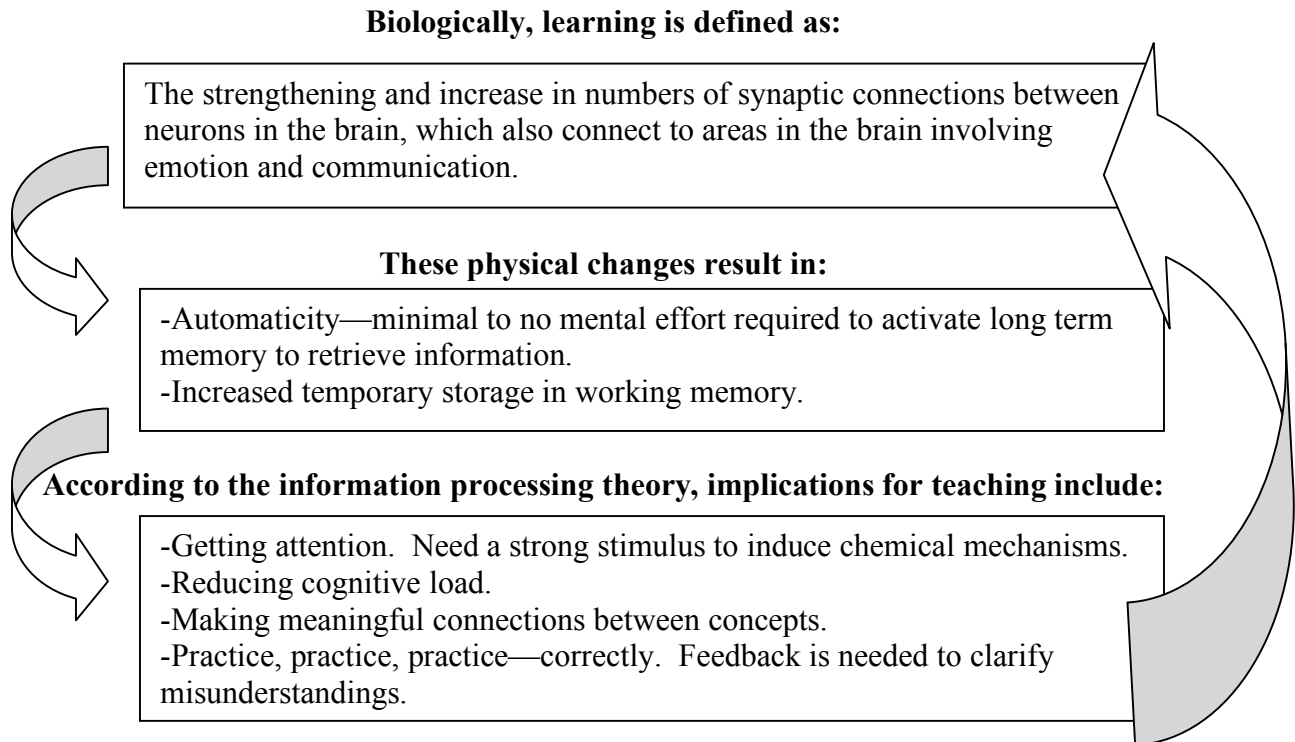 Biologically, learning is defined as:
The strengthening and increase in numbers of synaptic connections between
neurons in the brain, which also connect to areas in the brain involving
emotion and communication.
These physical changes result in:
-Automaticity—minimal to no mental effort required to activate long term
memory to retrieve information.
-Increased temporary storage in working memory.
According to the information processing theory, implications for teaching include:
-Getting attention.  Need a strong stimulus to induce chemical mechanisms.
-Reducing cognitive load.
-Making meaningful connections between concepts.
-Practice, practice, practice—correctly.  Feedback is needed to clarify
misunderstandings.